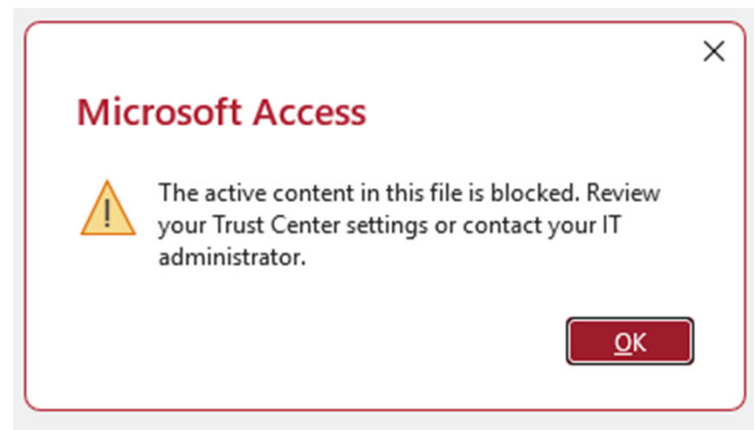 Microsoft Access
The active content in this file is blocked. Review
your Trust Center settings or contact your IT
administrator.
OK